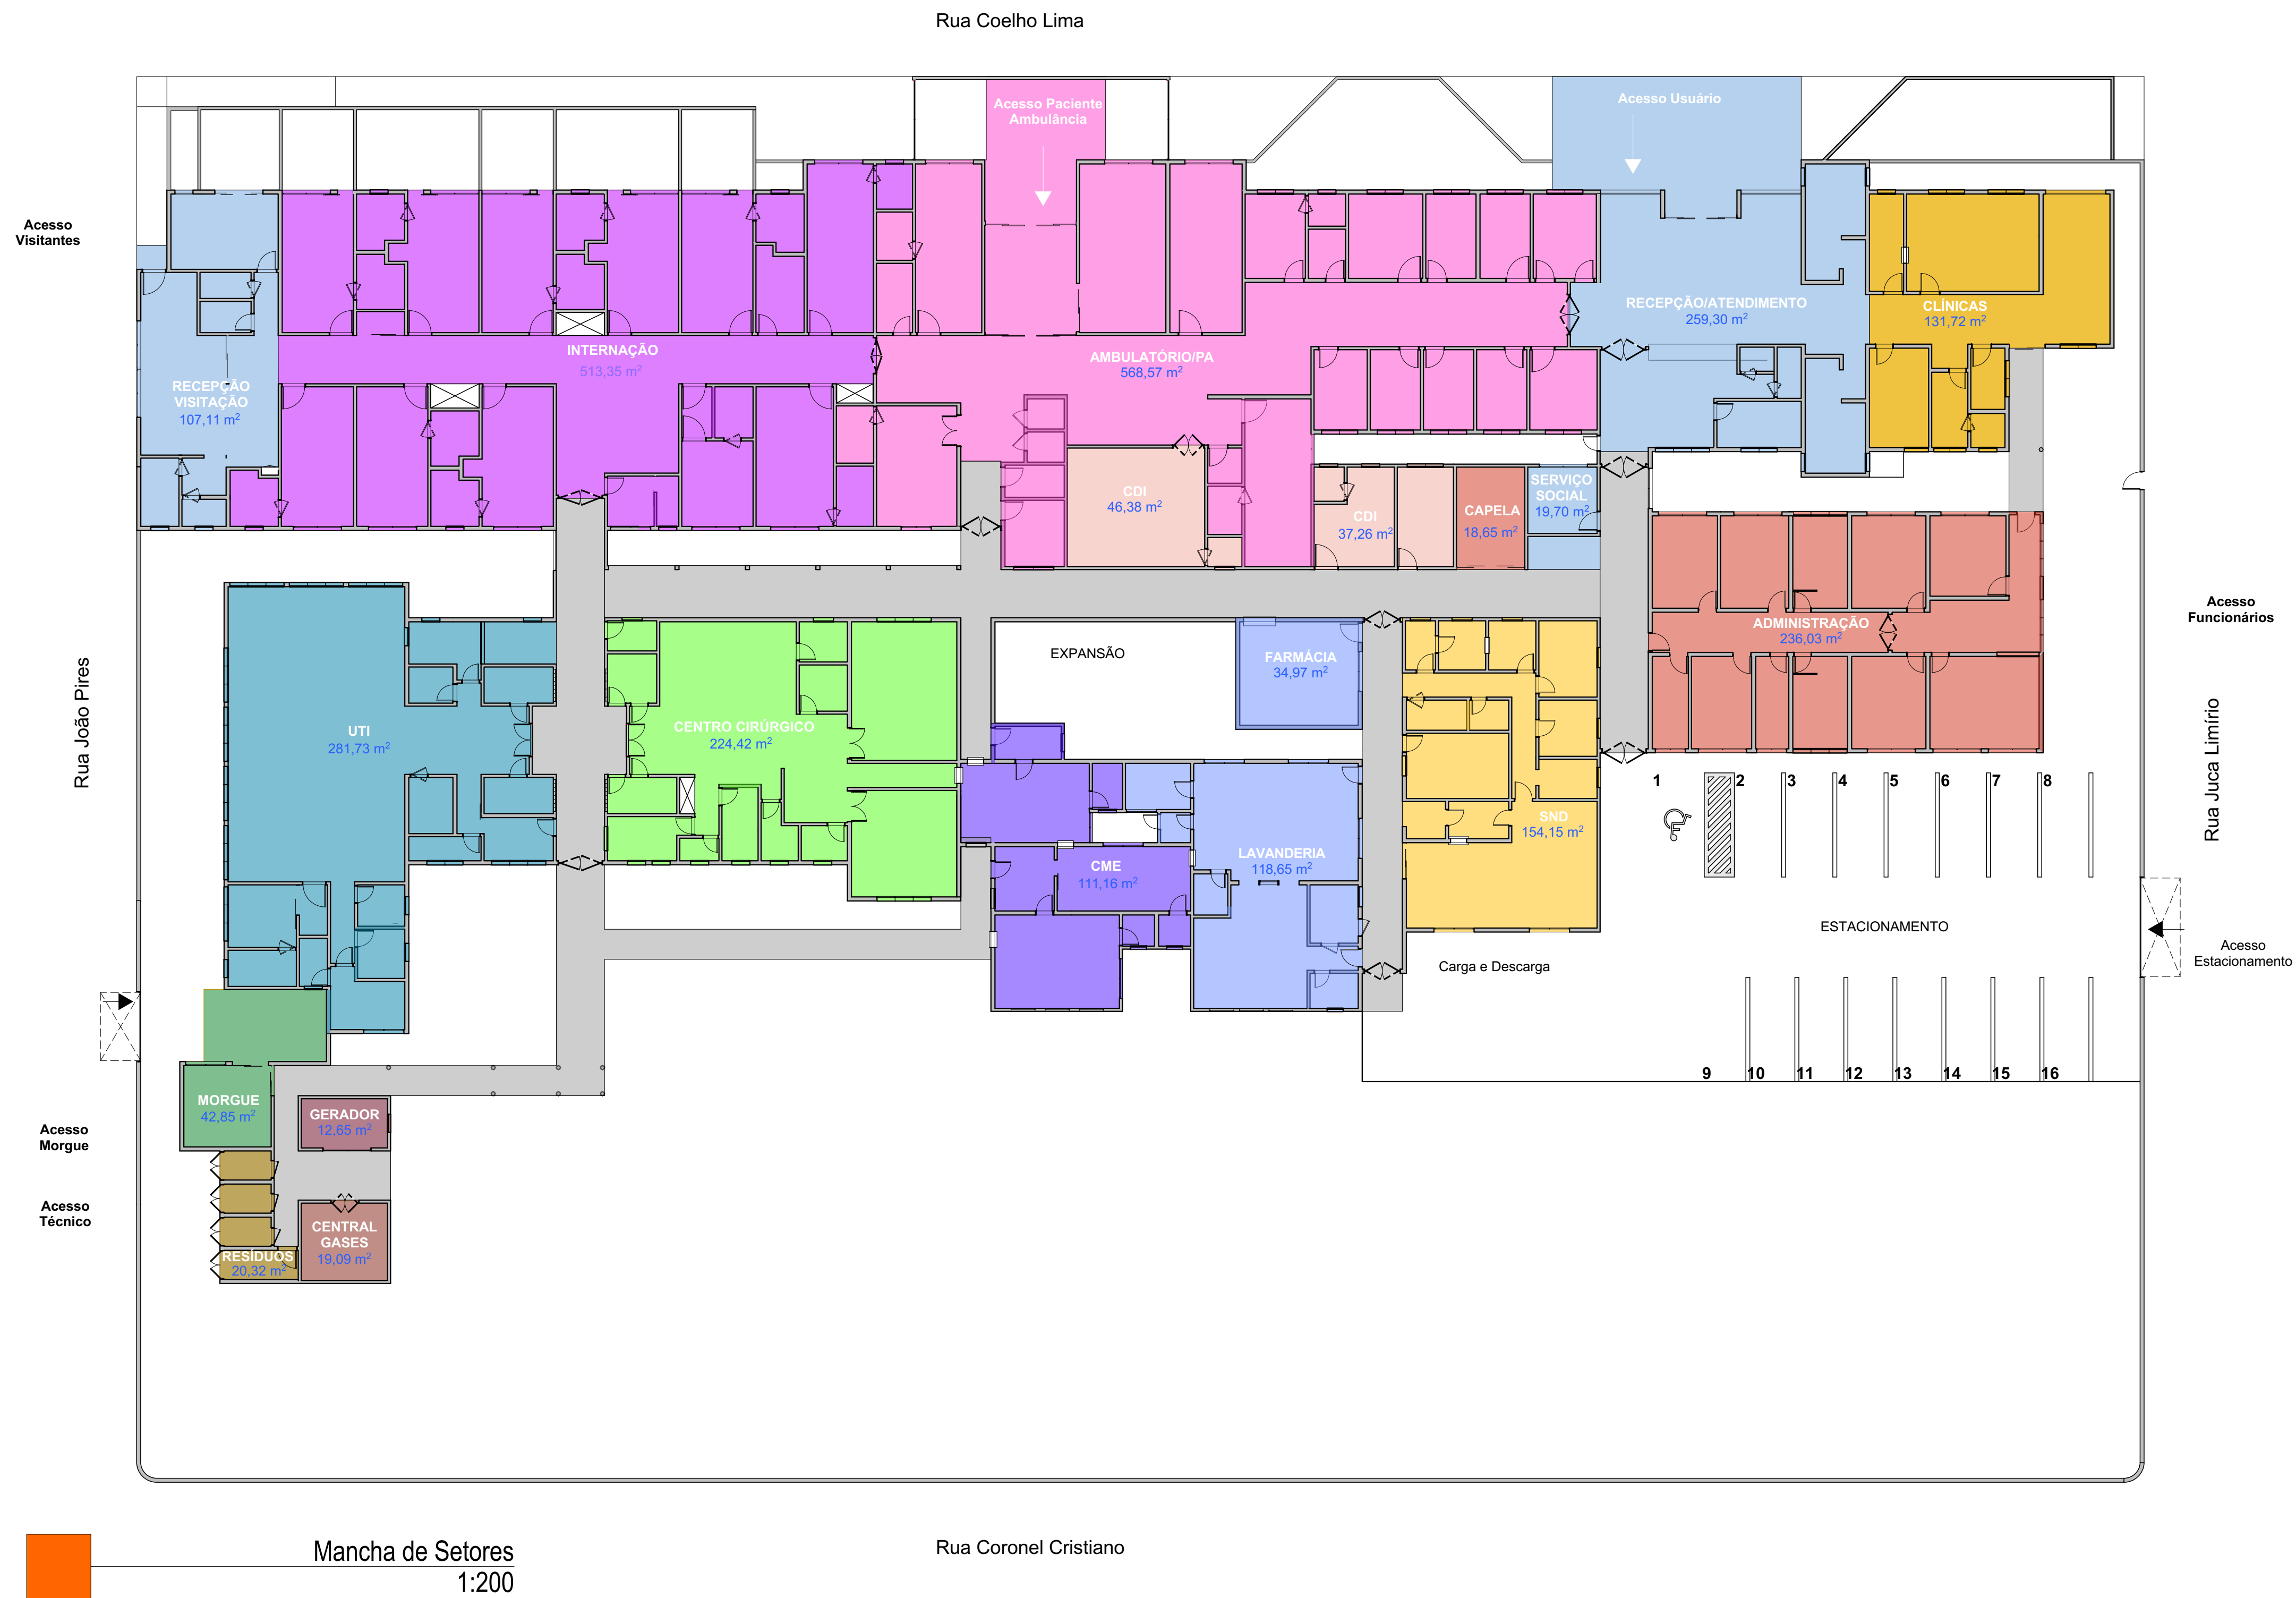 Rua Coelho Lima
Acesso Paciente
Ambulância
Acesso Usuário
Acesso
Visitantes
RECEPÇÃO/ATENDIMENTO
259,30 m²
CLÍNICAS
131,72 m²
INTERNAÇÃO
513,35 m²
AMBULATÓRIO/PA
568,57 m²
RECEPÇÃO
VISITAÇÃO
107,11 m²
CDI
46,38 m²
CDI
37,26 m²
CAPELA
18,65 m²
SERVIÇO
SOCIAL
19,70 m²
Acesso
Funcionários
ADMINISTRAÇÃO
236,03 m²
EXPANSÃO
FARMÁCIA
34,97 m²
Rua João Pires
UTI
281,73 m²
CENTRO CIRÚRGICO
224,42 m²
Rua Juca Limírio
1 2 3 4 5 6 7 8
SND
154,15 m²
LAVANDERIA
118,65 m²
CME
111,16 m²
ESTACIONAMENTO
Acesso
Estacionamento
Carga e Descarga
9 10 11 12 13 14 15 16
MORGUE
42,85 m²
GERADOR
12,65 m²
Acesso
Morgue
Acesso
Técnico
CENTRAL
GASES
19,09 m²
RESÍDUOS
20,32 m²
Mancha de Setores
1:200
Rua Coronel Cristiano